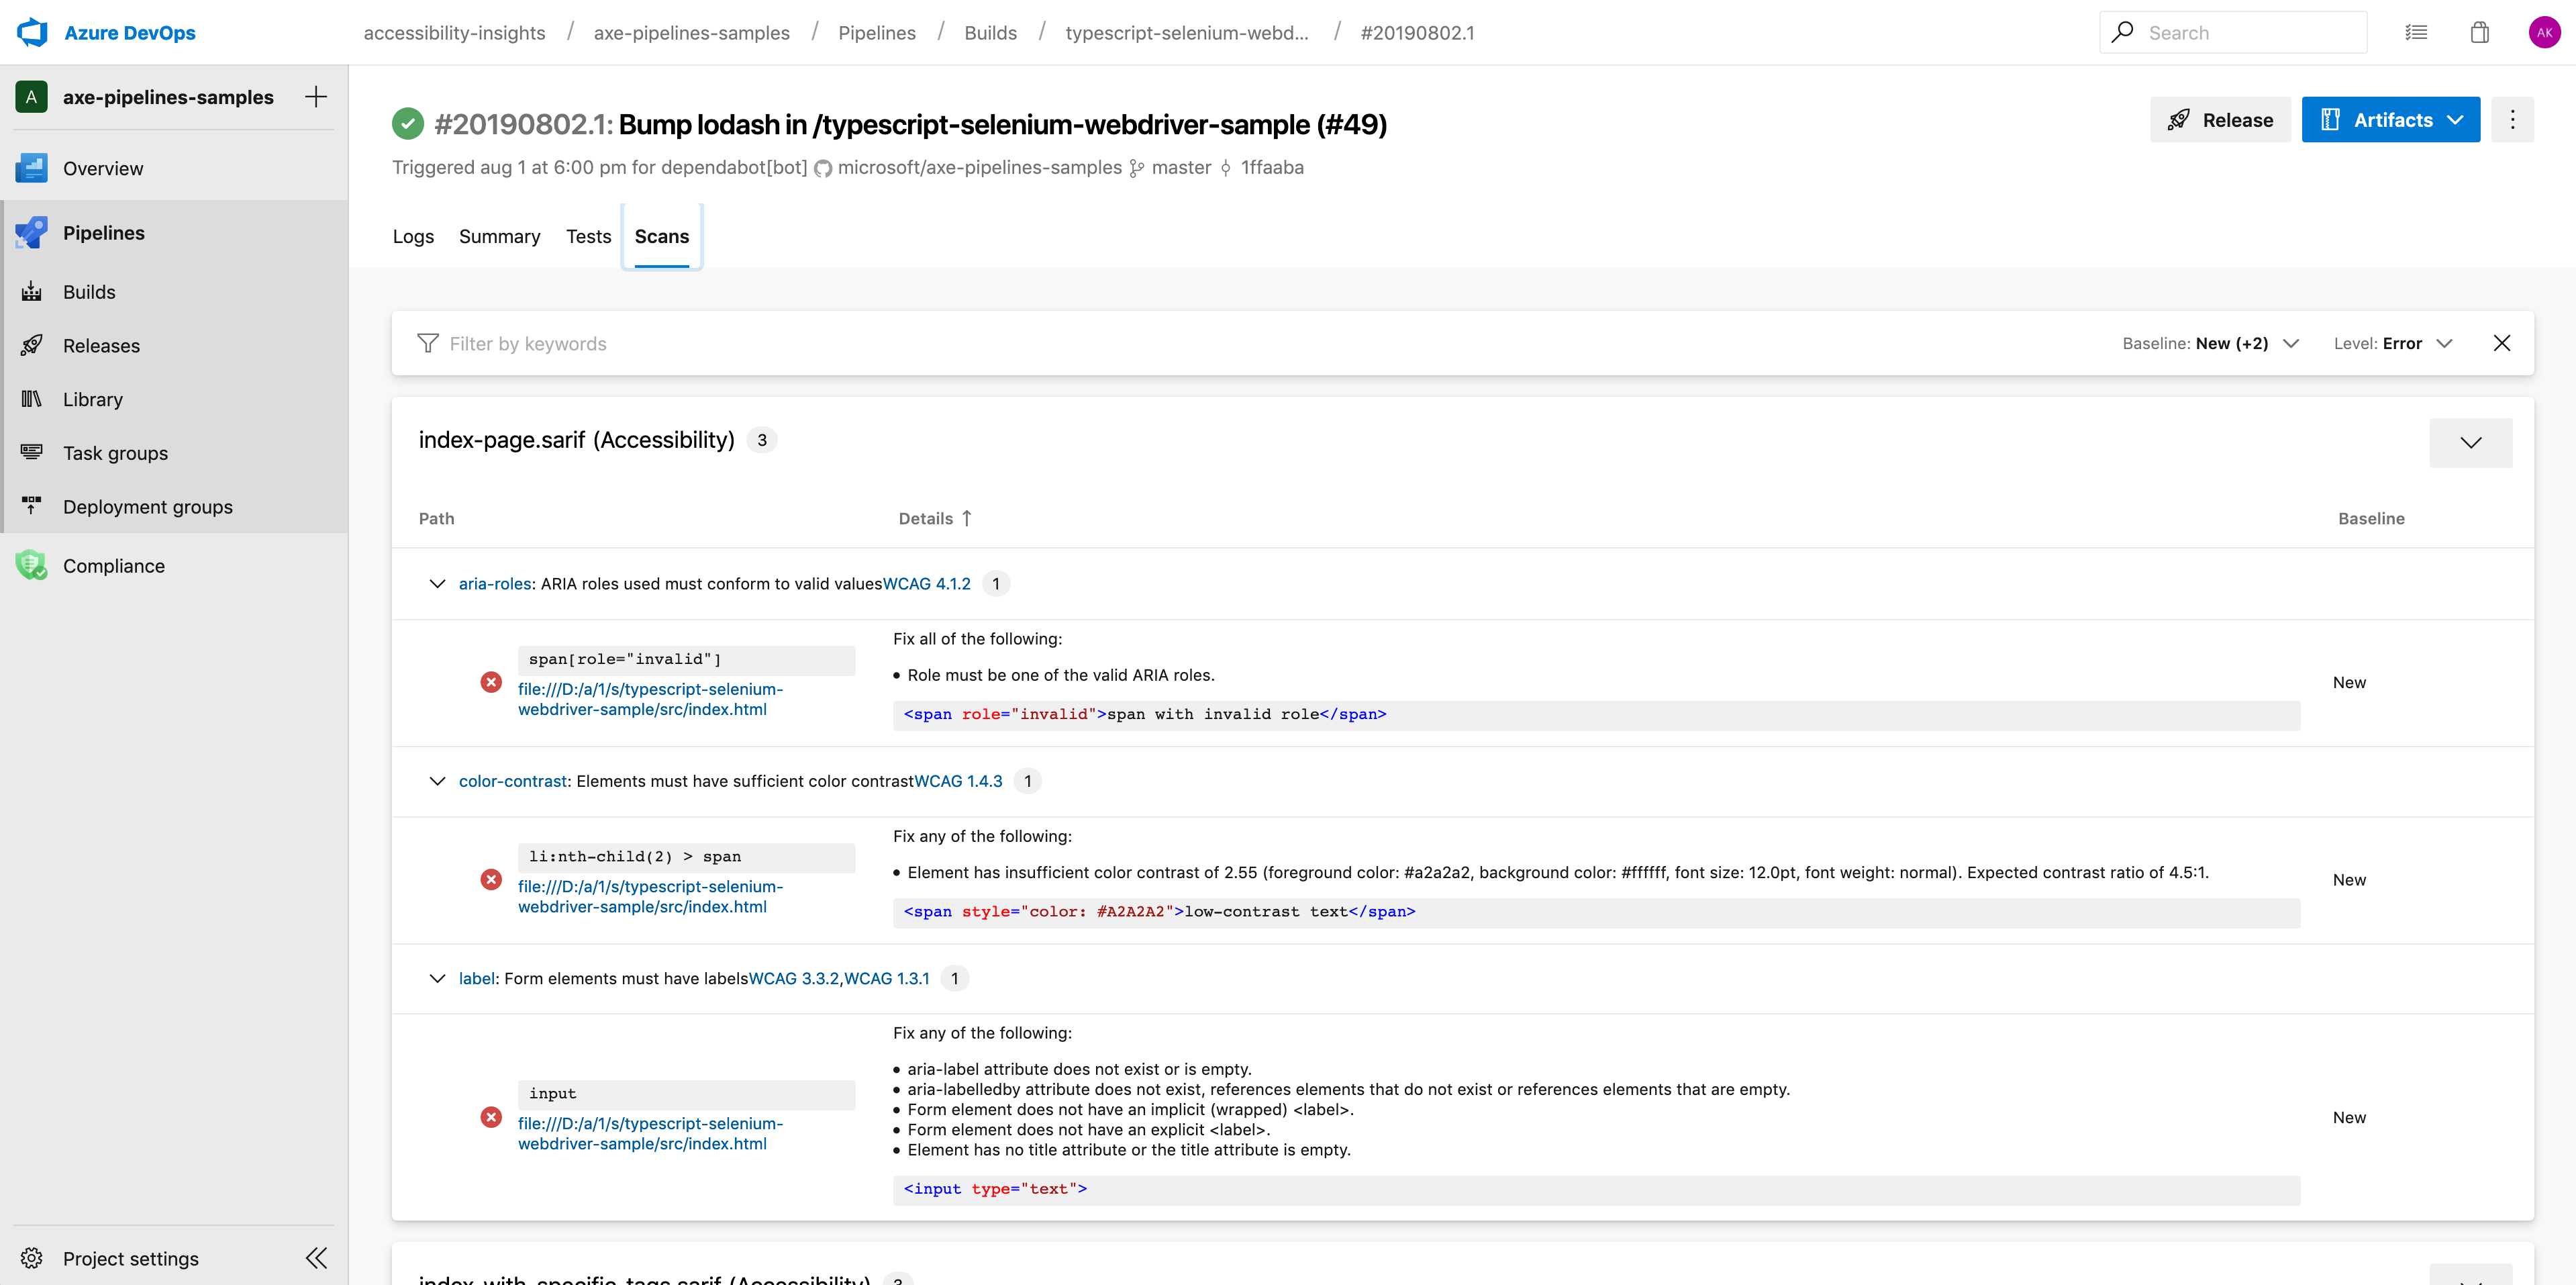 Azure DevOps
accessibility-insights / axe-pipelines-samples / Pipelines / Builds / typescript-selenium-webd... / #20190802.1
Search
AK
A axe-pipelines-samples
Overview
Pipelines
Builds
Releases
Library
Task groups
Deployment groups
Compliance
Project settings
#20190802.1: Bump lodash in /typescript-selenium-webdriver-sample (#49)
Triggered aug 1 at 6:00 pm for dependabot[bot] microsoft/axe-pipelines-samples master 1ffaaba
Release
Artifacts
Logs Summary Tests Scans
Filter by keywords
Baseline: New (+2) Level: Error
index-page.sarif (Accessibility) 3
Path Details Baseline
aria-roles: ARIA roles used must conform to valid valuesWCAG 4.1.2 1
span[role="invalid"]
file:///D:/a/1/s/typescript-selenium-
webdriver-sample/src/index.html
Fix all of the following:
• Role must be one of the valid ARIA roles.
<span role="invalid">span with invalid role</span>
New
color-contrast: Elements must have sufficient color contrastWCAG 1.4.3 1
li:nth-child(2) > span
file:///D:/a/1/s/typescript-selenium-
webdriver-sample/src/index.html
Fix any of the following:
• Element has insufficient color contrast of 2.55 (foreground color: #a2a2a2, background color: #ffffff, font size: 12.0pt, font weight: normal). Expected contrast ratio of 4.5:1.
<span style="color: #A2A2A2">low-contrast text</span>
New
label: Form elements must have labelsWCAG 3.3.2,WCAG 1.3.1 1
input
file:///D:/a/1/s/typescript-selenium-
webdriver-sample/src/index.html
Fix any of the following:
• aria-label attribute does not exist or is empty.
• aria-labelledby attribute does not exist, references elements that do not exist or references elements that are empty.
• Form element does not have an implicit (wrapped) <label>.
• Form element does not have an explicit <label>.
• Element has no title attribute or the title attribute is empty.
<input type="text">
New
index-with-specific-tags.sarif (Accessibility) 3